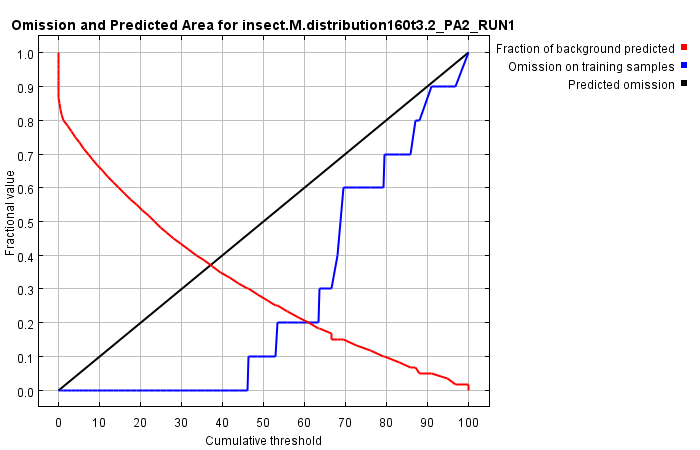 Omission and Predicted Area for insect.M.distribution160t3.2_PA2_RUN1
Fraction of background predicted
Omission on training samples
Predicted omission
Fractional value
1.0
0.9
0.8
0.7
0.6
0.5
0.4
0.3
0.2
0.1
0.0
0 10 20 30 40 50 60 70 80 90 100
Cumulative threshold